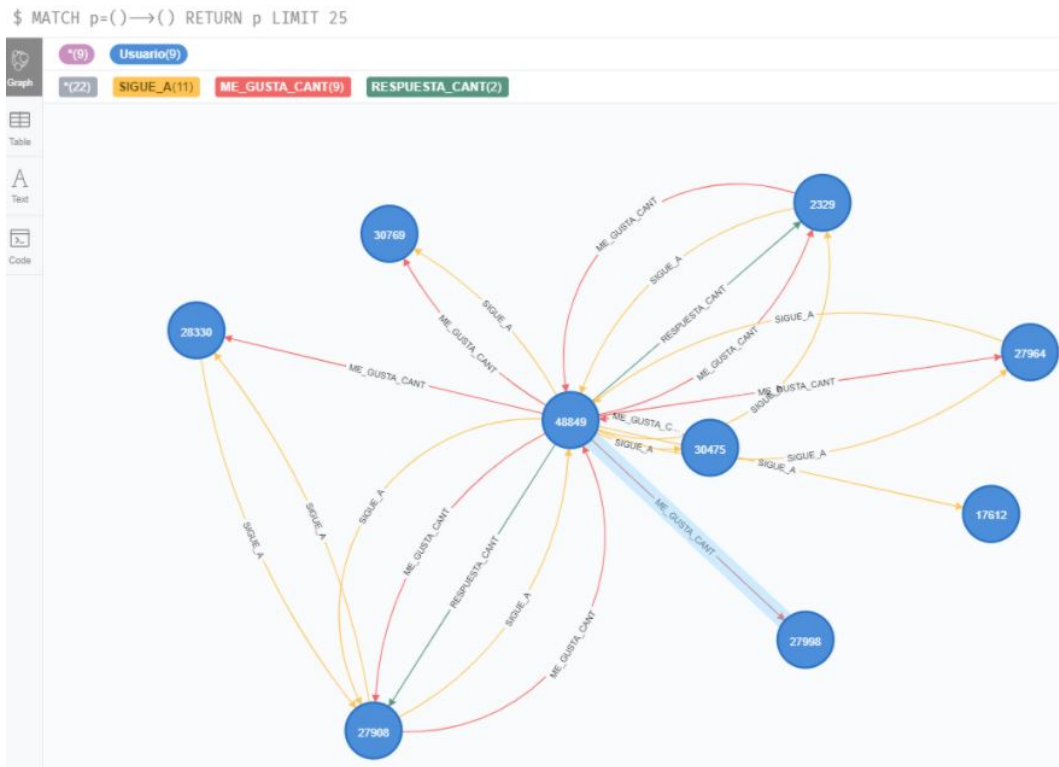 $ MATCH p=()⟶() RETURN p LIMIT 25
*(9) Usuario(9)
Graph
*(22) SIGUE_A(11) ME_GUSTA_CANT(9) RESPUESTA_CANT(2)
Table
Text
Code
2329
ME_GUSTA_CANT
30769
SIGUE_A
RESPUESTA_CANT
SIGUE_A
SIGUE_A
28330
ME_GUSTA_CANT
ME_GUSTA_CANT
27964
ME_GUSTA_CANT
ME_GUSTA_CANT
SIGUE_A
48849
ME_GUSTA_C...
30475
SIGUE_A
SIGUE_A
SIGUE_A
17612
SIGUE_A
SIGUE_A
SIGUE_A
ME_GUSTA_CANT
ME_GUSTA_CANT
RESPUESTA_CANT
SIGUE_A
ME_GUSTA_CANT
27998
27908